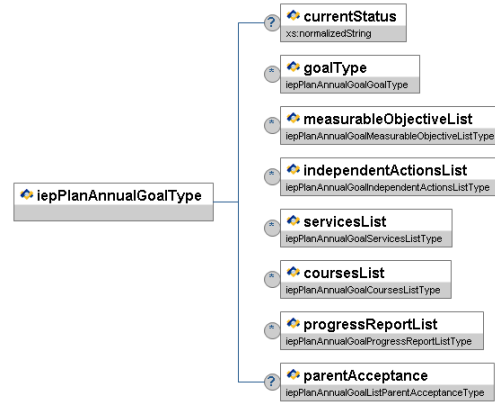 ?
currentStatus
xs:normalizedString
*
goalType
iepPlanAnnualGoalGoalType
*
measurableObjectiveList
iepPlanAnnualGoalMeasurableObjectiveListType
*
independentActionsList
iepPlanAnnualGoalIndependentActionsListType
iepPlanAnnualGoalType
*
servicesList
iepPlanAnnualGoalServicesListType
*
coursesList
iepPlanAnnualGoalCoursesListType
*
progressReportList
iepPlanAnnualGoalProgressReportListType
?
parentAcceptance
iepPlanAnnualGoalListParentAcceptanceType